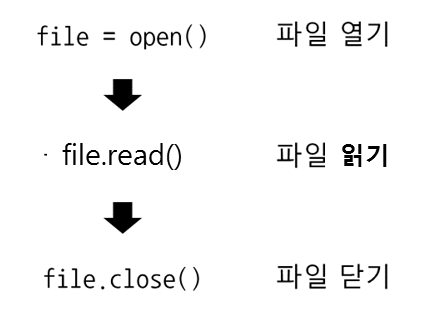 file = open() 파일 열기
· file.read() 파일 읽기
file.close() 파일 닫기